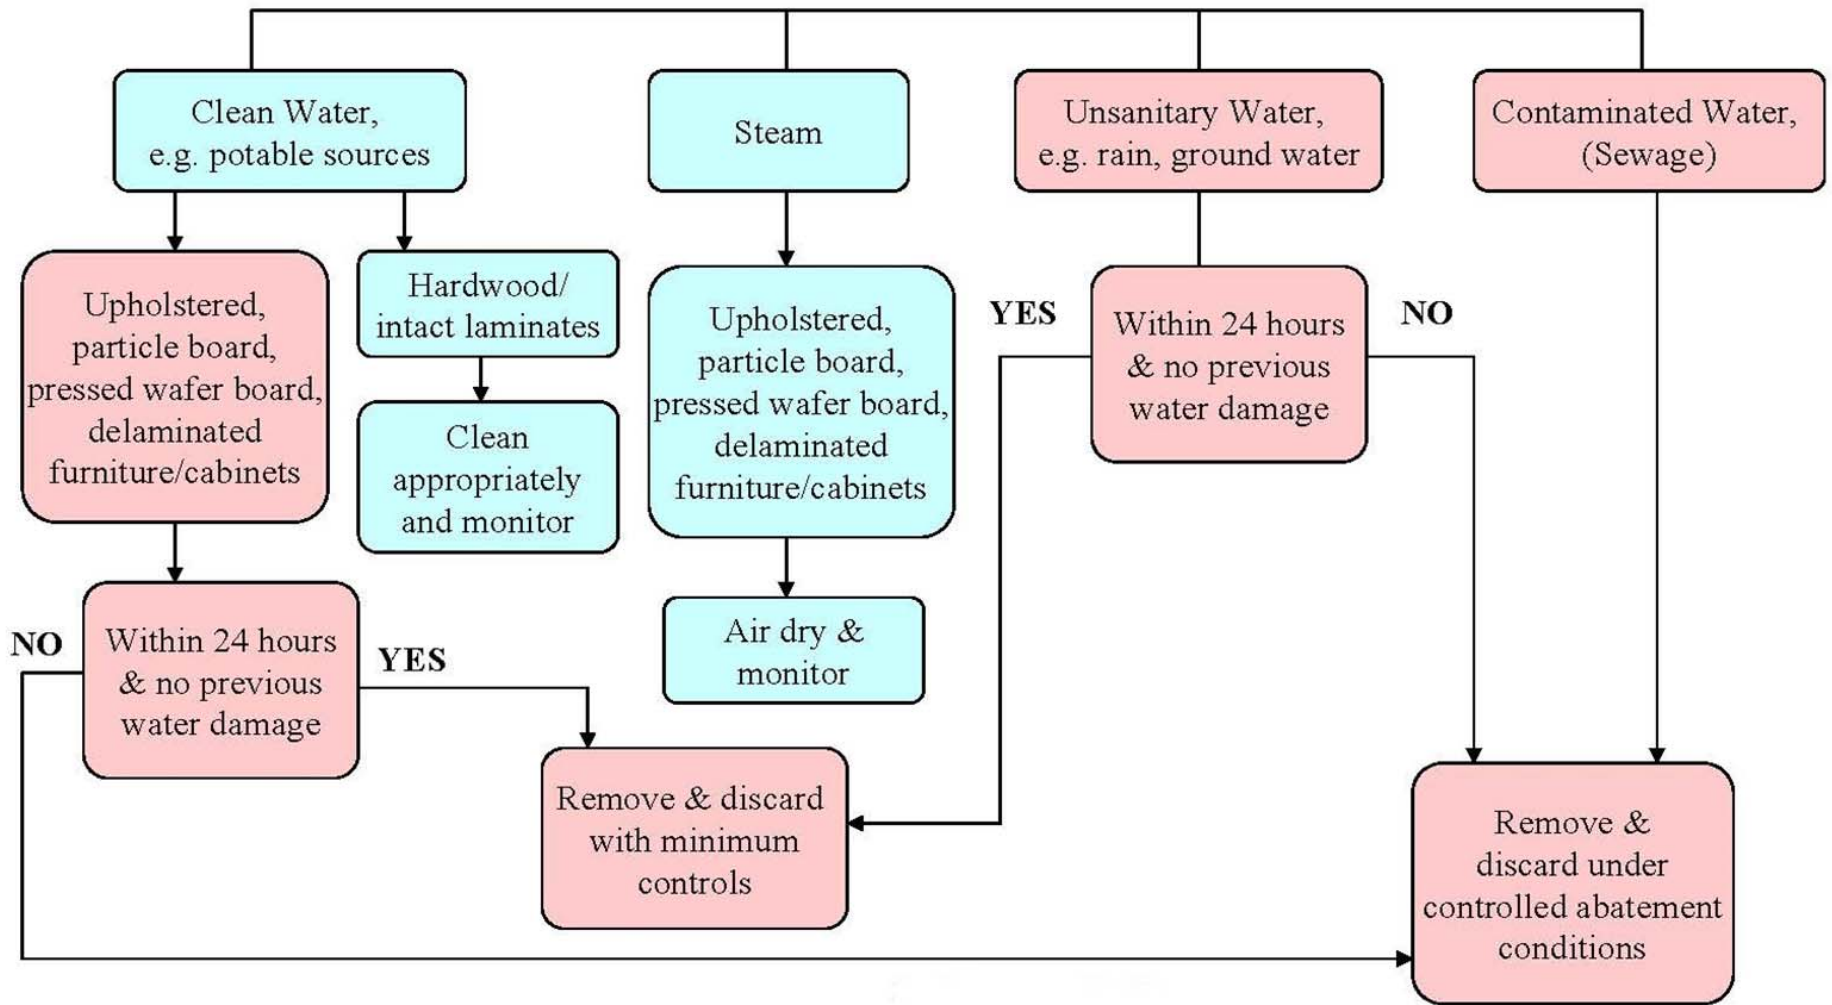 Clean Water,
e.g. potable sources
Steam
Unsanitary Water,
e.g. rain, ground water
Contaminated Water,
(Sewage)
Upholstered,
particle board,
pressed wafer board,
delaminated
furniture/cabinets
Hardwood/
intact laminates
Clean
appropriately
and monitor
Upholstered,
particle board,
pressed wafer board,
delaminated
furniture/cabinets
YES
Within 24 hours
& no previous
water damage
NO
NO
Within 24 hours
& no previous
water damage
YES
Air dry &
monitor
Remove & discard
with minimum
controls
Remove &
discard under
controlled abatement
conditions